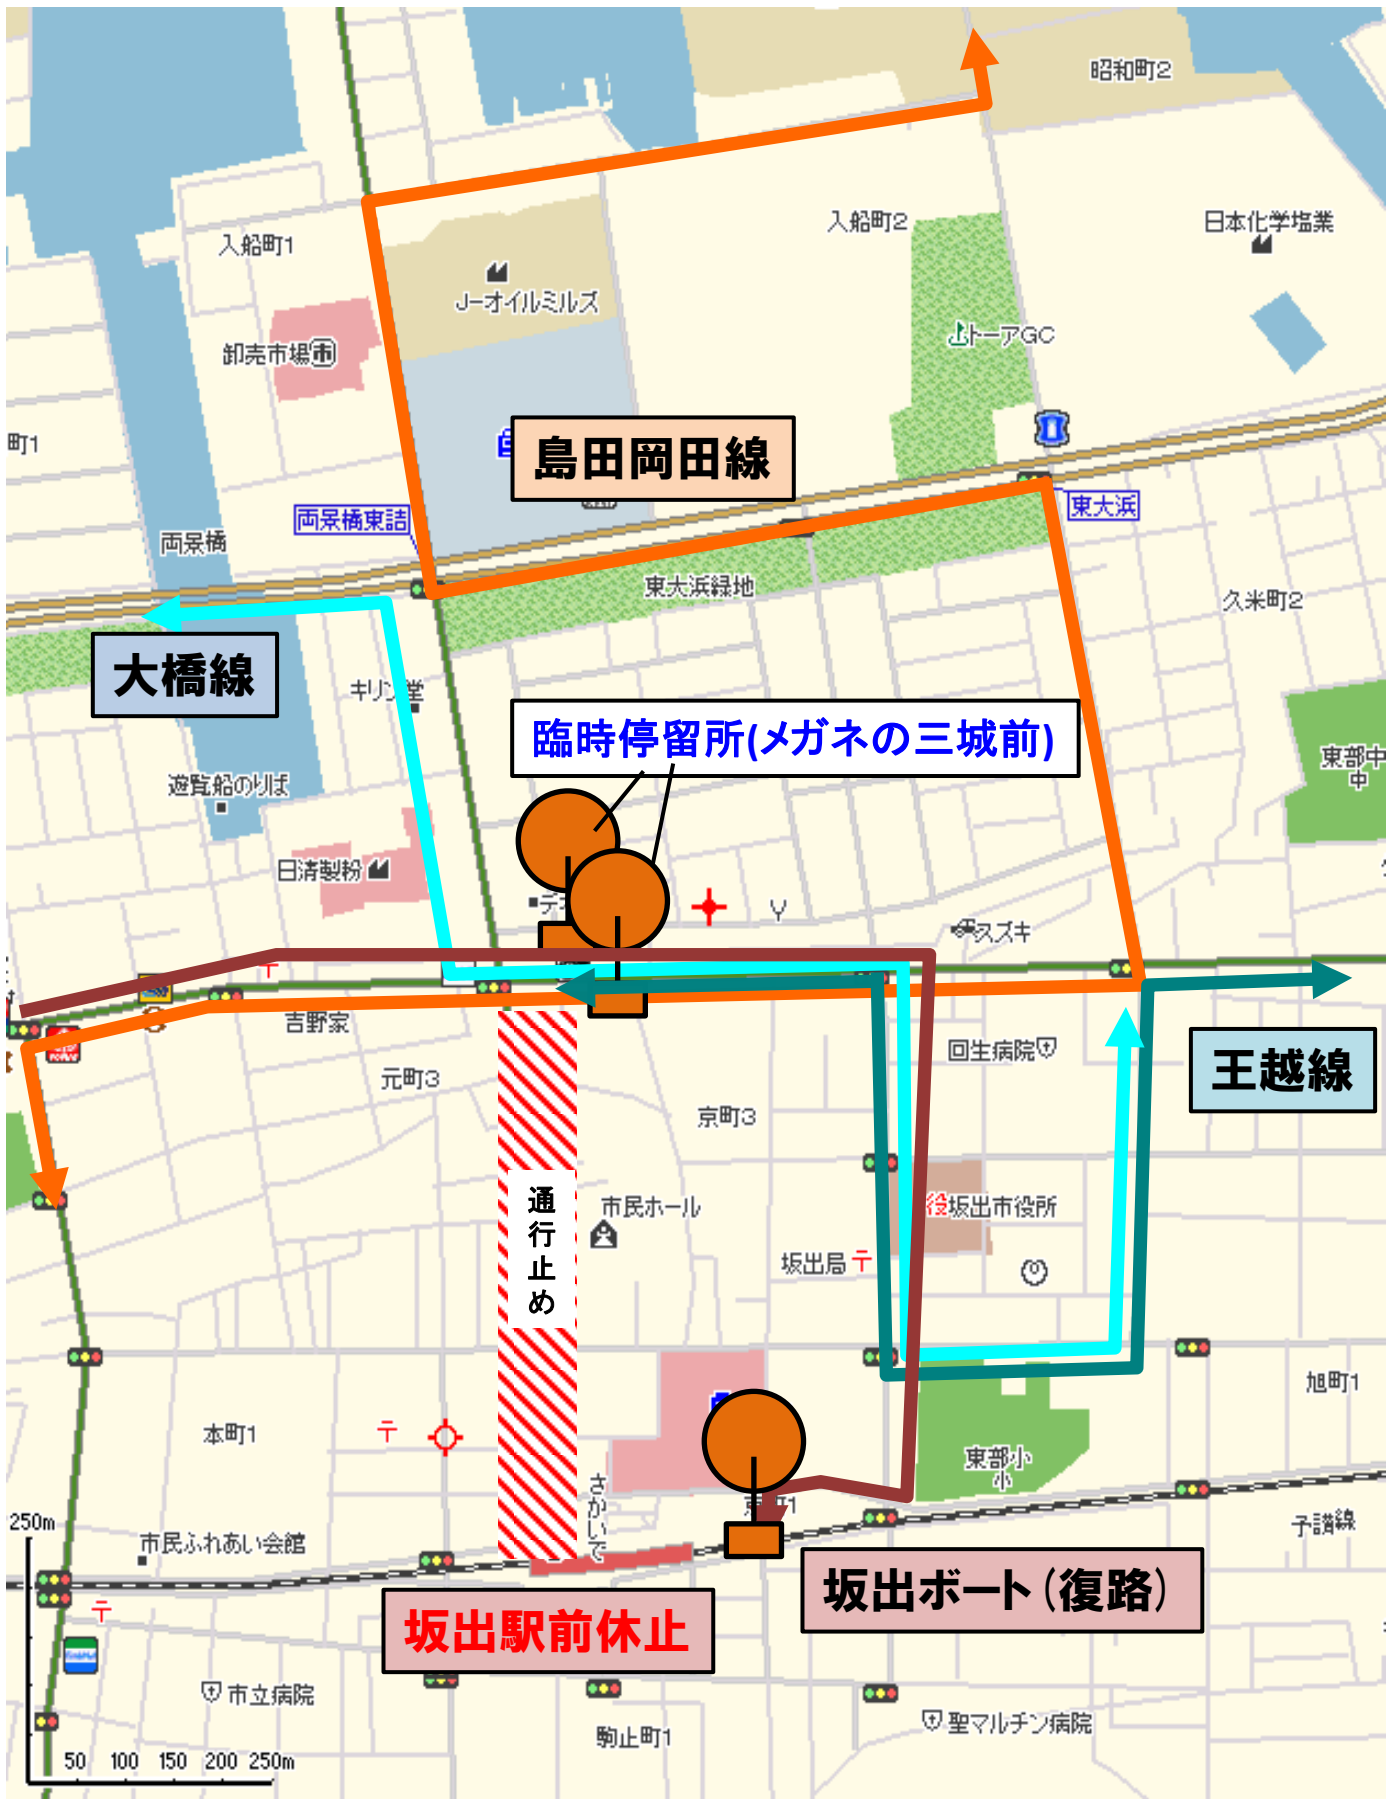 昭和町2
入船町1
入船町2
日本化学塩業
J-オイルミルズ
トーアGC
卸売市場
市
町1
島田岡田線
両景橋東詰
東大浜
両景橋
東大浜緑地
久米町2
大橋線
キリン堂
臨時停留所(メガネの三城前)
東部中
中
遊覧船のりば
日清製粉
スズキ
吉野家
回生病院
元町3
王越線
京町3
通行止め
市民ホール
役坂出市役所
坂出局
旭町1
本町1
東部小
小
さかいで
250m
市民ふれあい会館
予讃線
坂出ボート(復路)
坂出駅前休止
市立病院
駒止町1
聖マルチン病院
50 100 150 200 250m